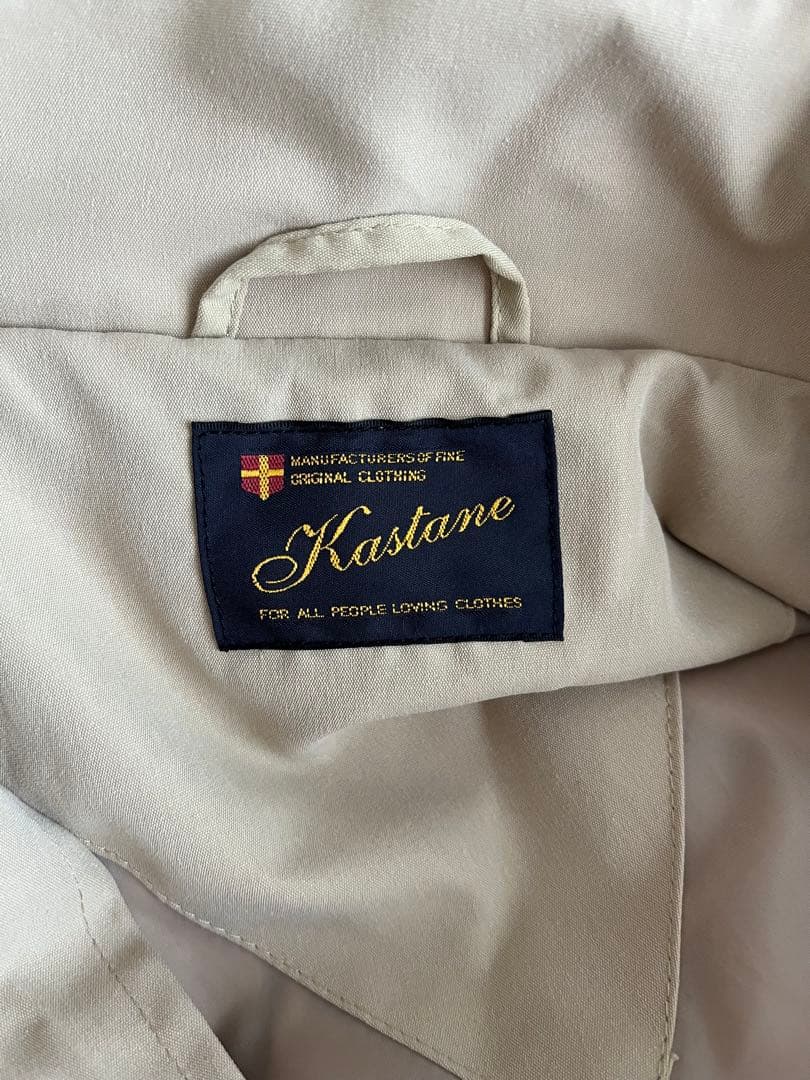 MANUFACTURERS OF FINE
ORIGINAL CLOTHING
Kastane
FOR ALL PEOPLE LOVING CLOTHES